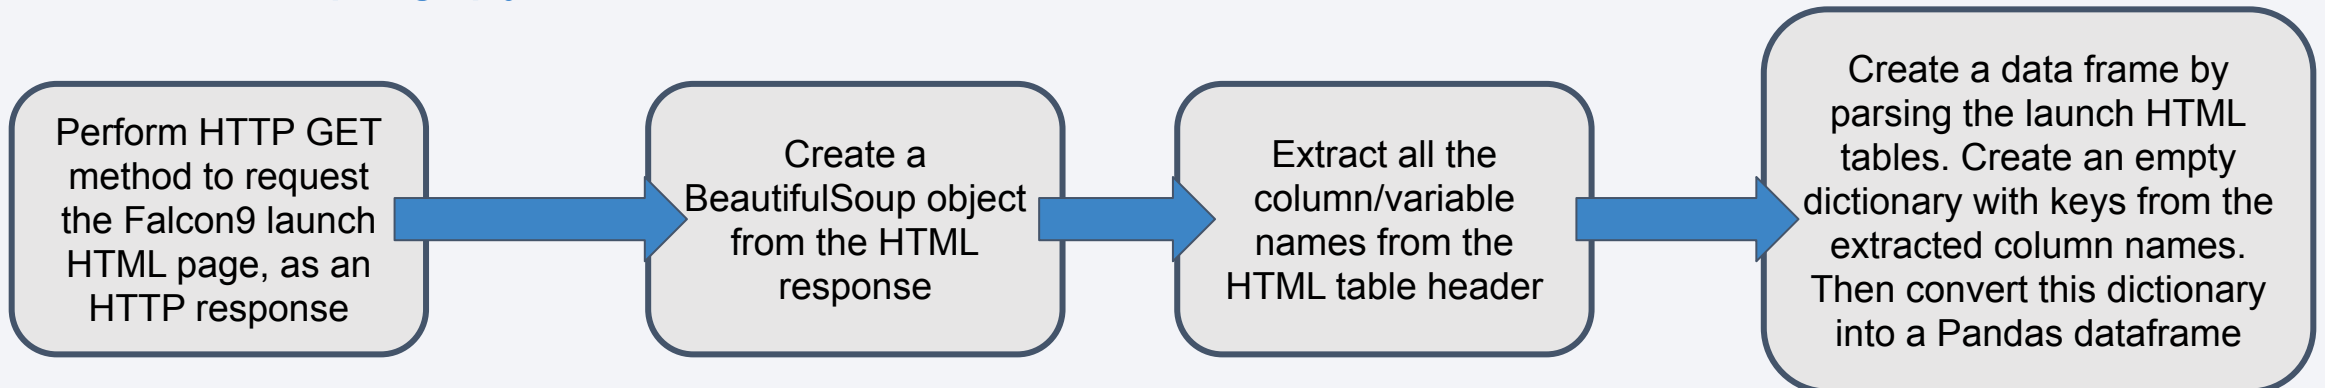 Perform HTTP GET
method to request
the Falcon9 launch
HTML page, as an
HTTP response
Create a
BeautifulSoup object
from the HTML
response
Extract all the
column/variable
names from the
HTML table header
Create a data frame by
parsing the launch HTML
tables. Create an empty
dictionary with keys from the
extracted column names.
Then convert this dictionary
into a Pandas dataframe